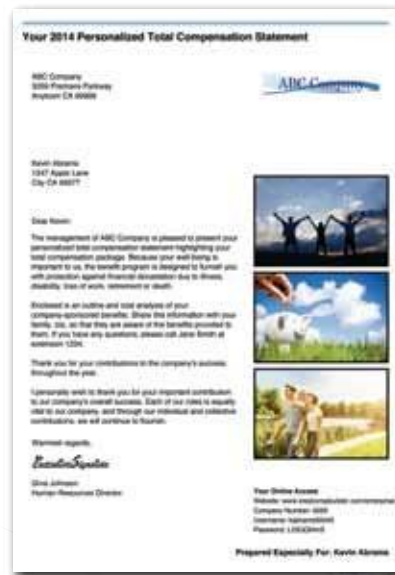 Your 2014 Personalized Total Compensation Statement
ABC Company
Anytown CA 99999
ABC Company
Kevin Abrams
1247 Apple Lane
City CA 99977
Dear Kevin:
The management of ABC Company is pleased to present your
personalized total compensation statement highlighting your
total compensation package. Because your well-being is
important to us, the benefit program is designed to furnish you
with protection against financial devastation due to illness,
disability, loss of work, retirement or death.
Enclosed is an outline and cost analysis of your
company-sponsored benefits. Share this information with your
family, too, so that they are aware of the benefits provided to
them. If you have any questions, please call Jane Smith at
extension 1234.
Thank you for your contributions to the company's success
throughout the year.
I personally wish to thank you for your important contribution
to our company's overall success. Each of our roles is equally
vital to our company, and through our individual and collective
contributions, we will continue to flourish.
Warmest regards,
ExecutiveSignature
Gina Johnson
Human Resources Director
Your Online Access
Company Number:
Username:
Password:
Prepared Especially For: Kevin Abrams